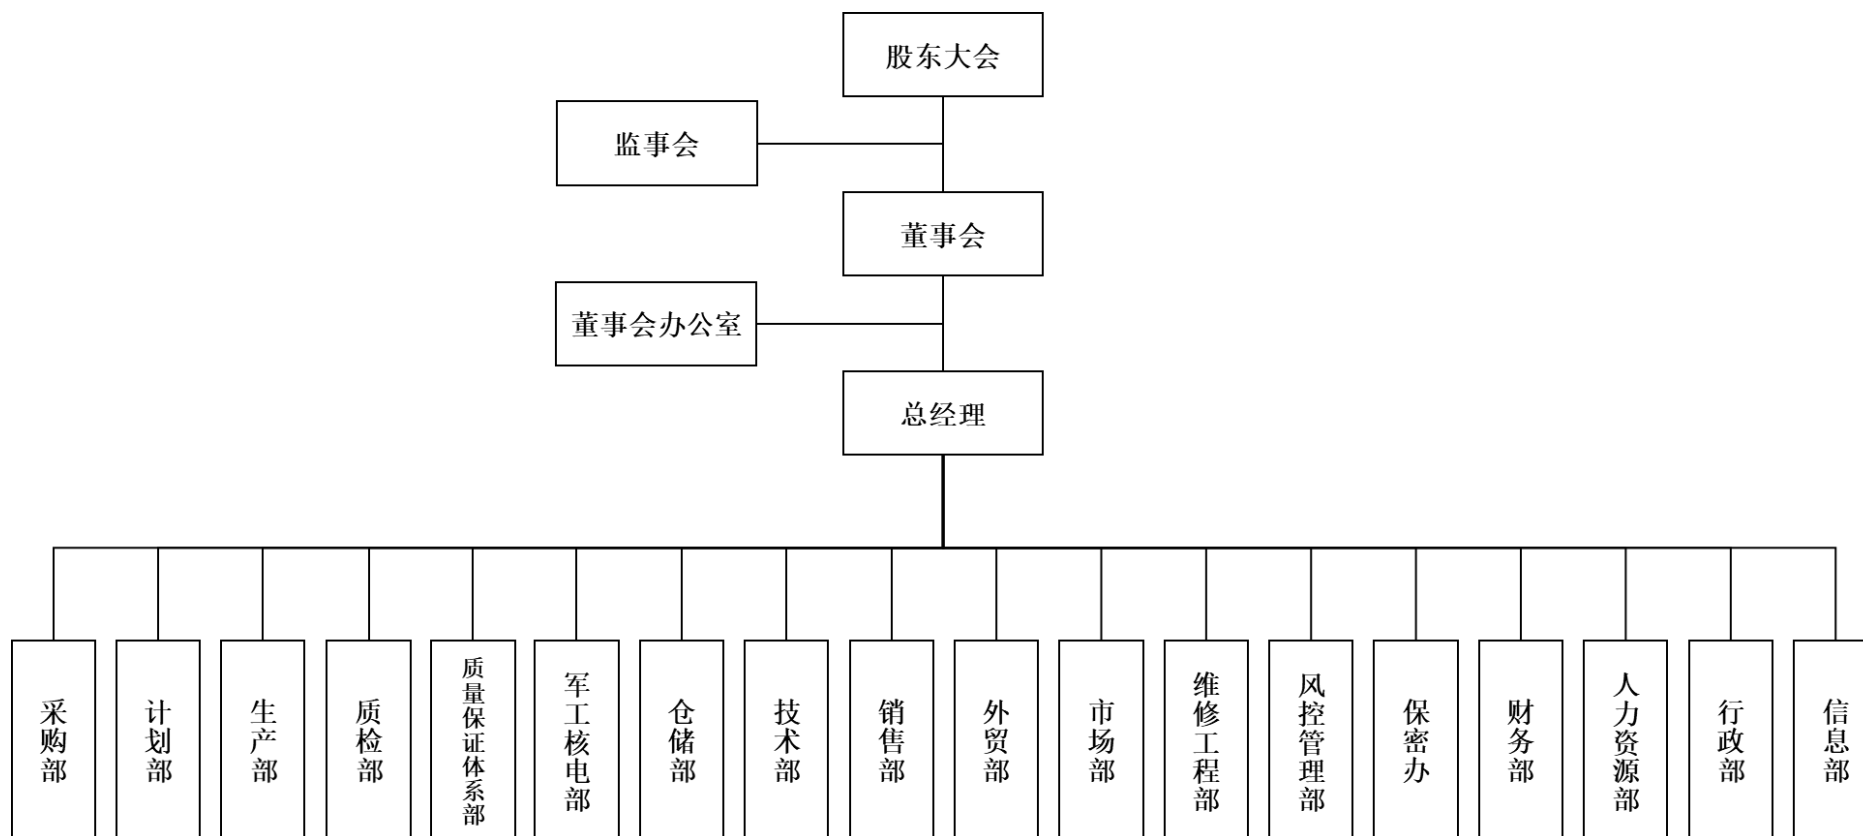 股东大会
监事会
董事会
董事会办公室
总经理
采购部
计划部
生产部
质检部
质量保证体系部
军工核电部
仓储部
技术部
销售部
外贸部
市场部
维修工程部
风控管理部
保密办
财务部
人力资源部
行政部
信息部